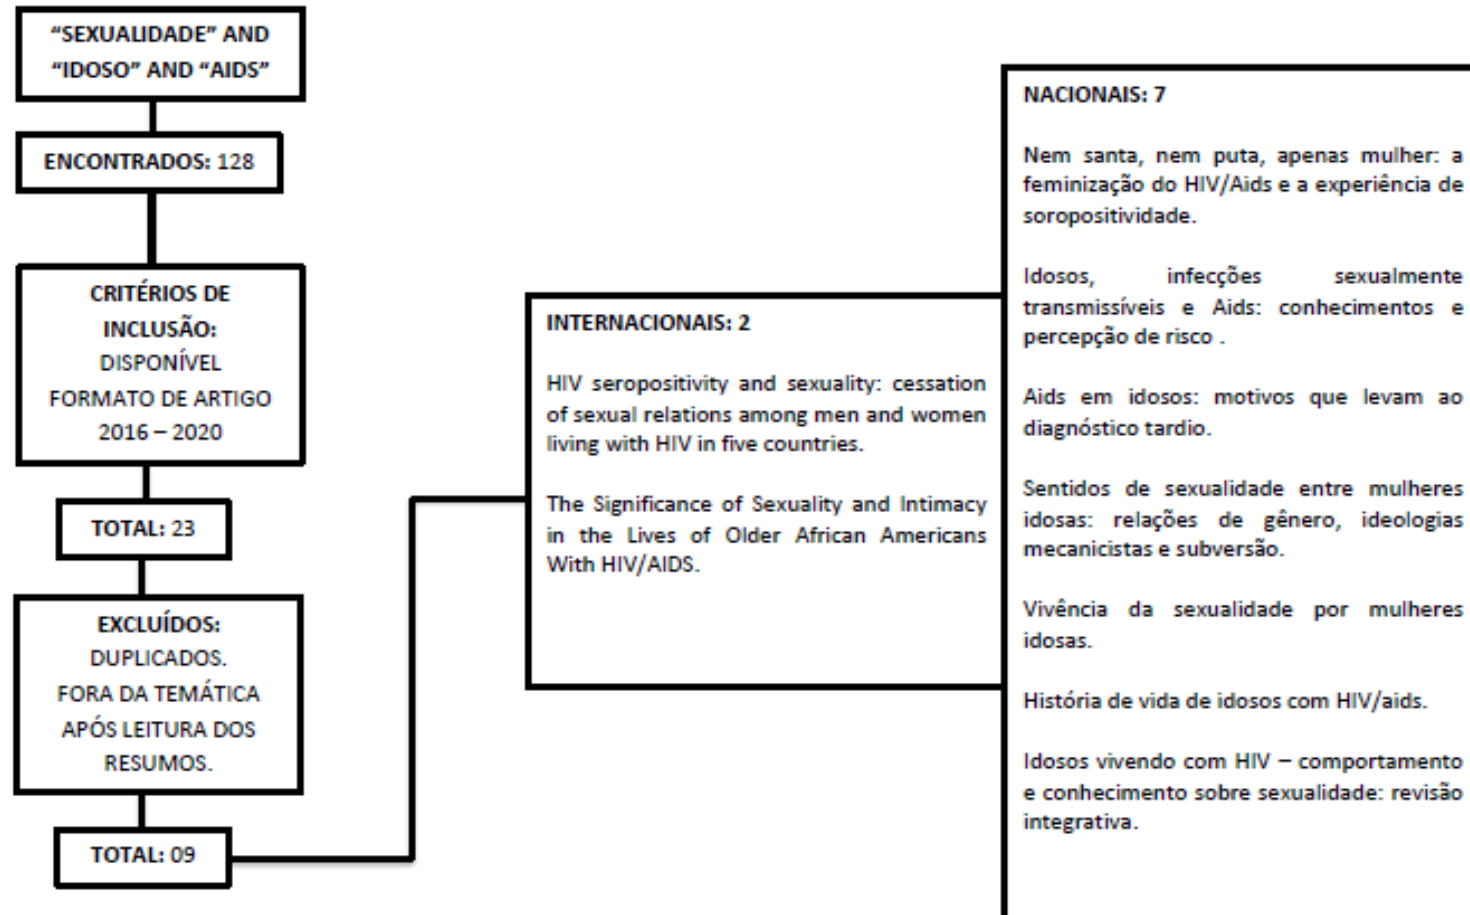 “SEXUALIDADE” AND
“IDOSO” AND “AIDS”
ENCONTRADOS: 128
CRITÉRIOS DE
INCLUSÃO:
DISPONÍVEL
FORMATO DE ARTIGO
2016 – 2020
TOTAL: 23
EXCLUÍDOS:
DUPLICADOS.
FORA DA TEMÁTICA
APÓS LEITURA DOS
RESUMOS.
TOTAL: 09
INTERNACIONAIS: 2
HIV seropositivity and sexuality: cessation
of sexual relations among men and women
living with HIV in five countries.
The Significance of Sexuality and Intimacy
in the Lives of Older African Americans
With HIV/AIDS.
NACIONAIS: 7
Nem santa, nem puta, apenas mulher: a
feminização do HIV/Aids e a experiência de
soropositividade.
Idosos, infecções sexualmente
transmissíveis e Aids: conhecimentos e
percepção de risco .
Aids em idosos: motivos que levam ao
diagnóstico tardio.
Sentidos de sexualidade entre mulheres
idosas: relações de gênero, ideologias
mecanicistas e subversão.
Vivência da sexualidade por mulheres
idosas.
História de vida de idosos com HIV/aids.
Idosos vivendo com HIV – comportamento
e conhecimento sobre sexualidade: revisão
integrativa.